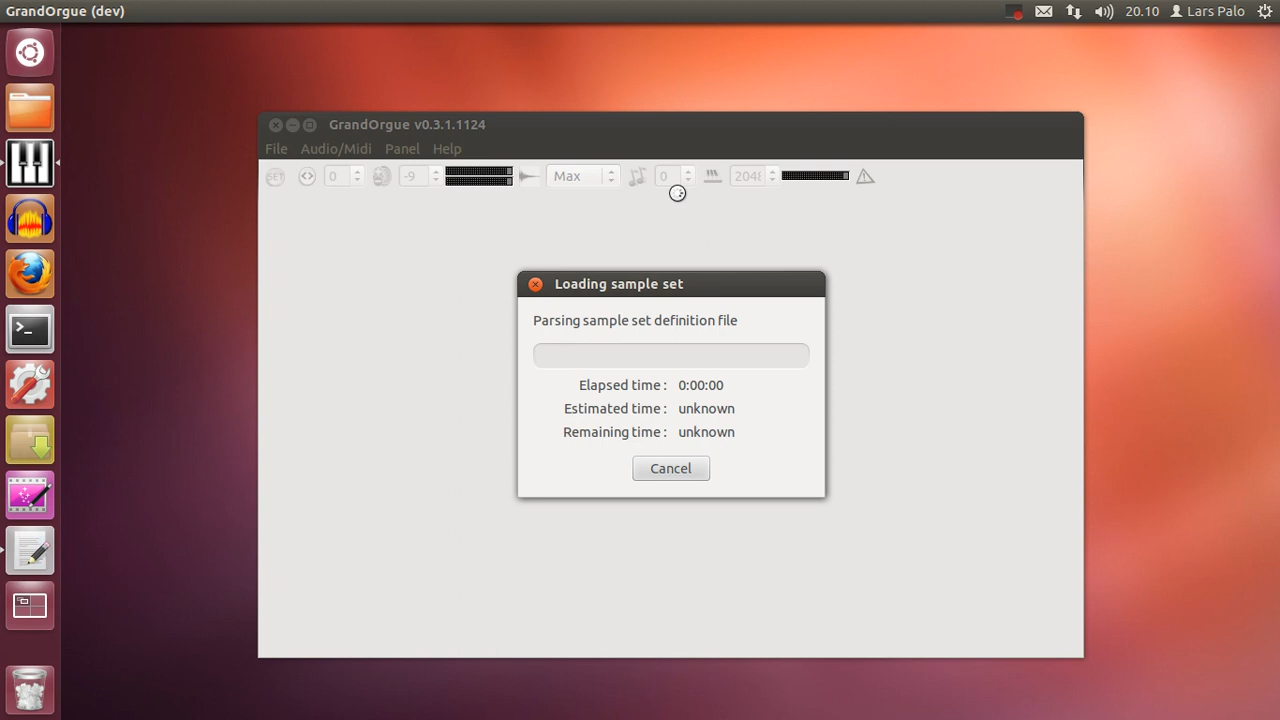 GrandOrgue (dev)
20.10 Lars Palo
GrandOrgue v0.3.1.1124
File Audio/Midi Panel Help
SET 0 -9 Max 0 2048
Loading sample set
Parsing sample set definition file
Elapsed time : 0:00:00
Estimated time : unknown
Remaining time : unknown
Cancel
>_